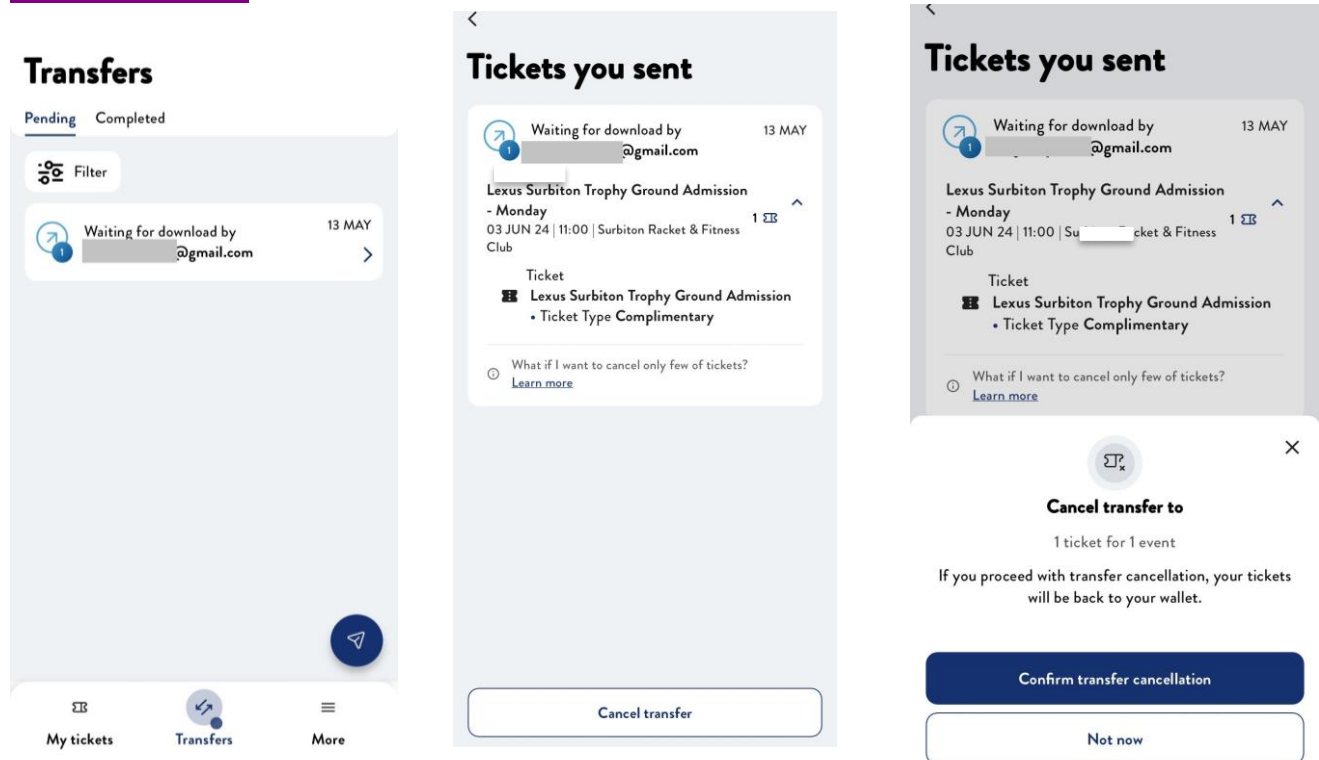 Transfers
Pending Completed
Filter
Waiting for download by 13 MAY
1 @gmail.com
My tickets Transfers More
Tickets you sent
Waiting for download by 13 MAY
1 @gmail.com
Lexus Surbiton Trophy Ground Admission
- Monday
1
03 JUN 24 | 11:00 | Surbiton Racket & Fitness
Club
Ticket
Lexus Surbiton Trophy Ground Admission
• Ticket Type Complimentary
What if I want to cancel only few of tickets?
Learn more
Cancel transfer
Tickets you sent
Waiting for download by 13 MAY
1 @gmail.com
Lexus Surbiton Trophy Ground Admission
- Monday
1
03 JUN 24 | 11:00 | & Fitness
Club
Ticket
Lexus Surbiton Trophy Ground Admission
• Ticket Type Complimentary
What if I want to cancel only few of tickets?
Learn more
Cancel transfer to
1 ticket for 1 event
If you proceed with transfer cancellation, your tickets
will be back to your wallet.
Confirm transfer cancellation
Not now